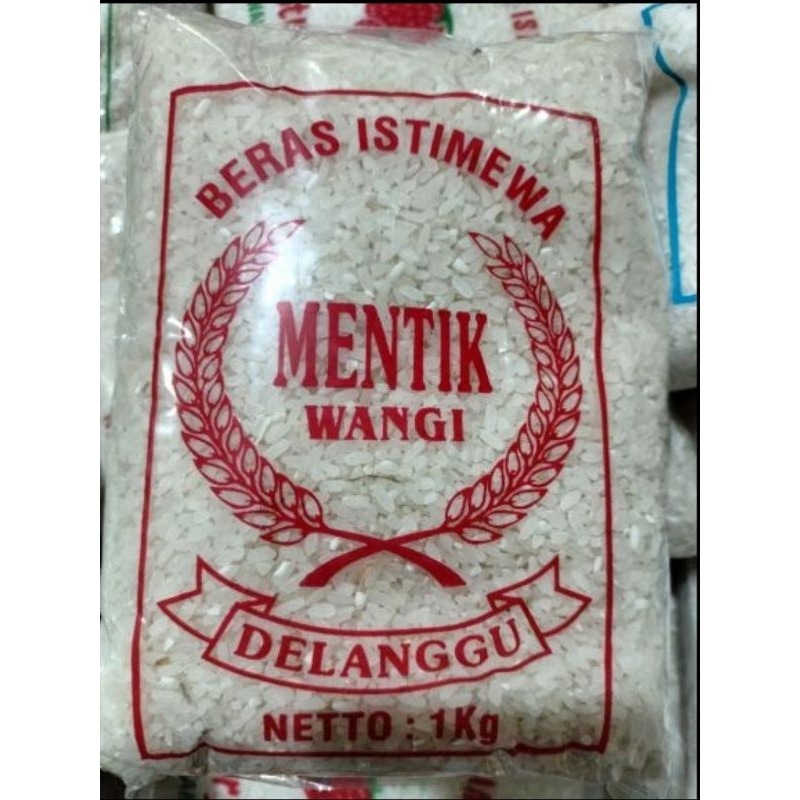 BERAS ISTIMEWA
MENTIK
WANGI
DELANGGU
NETTO : 1Kg